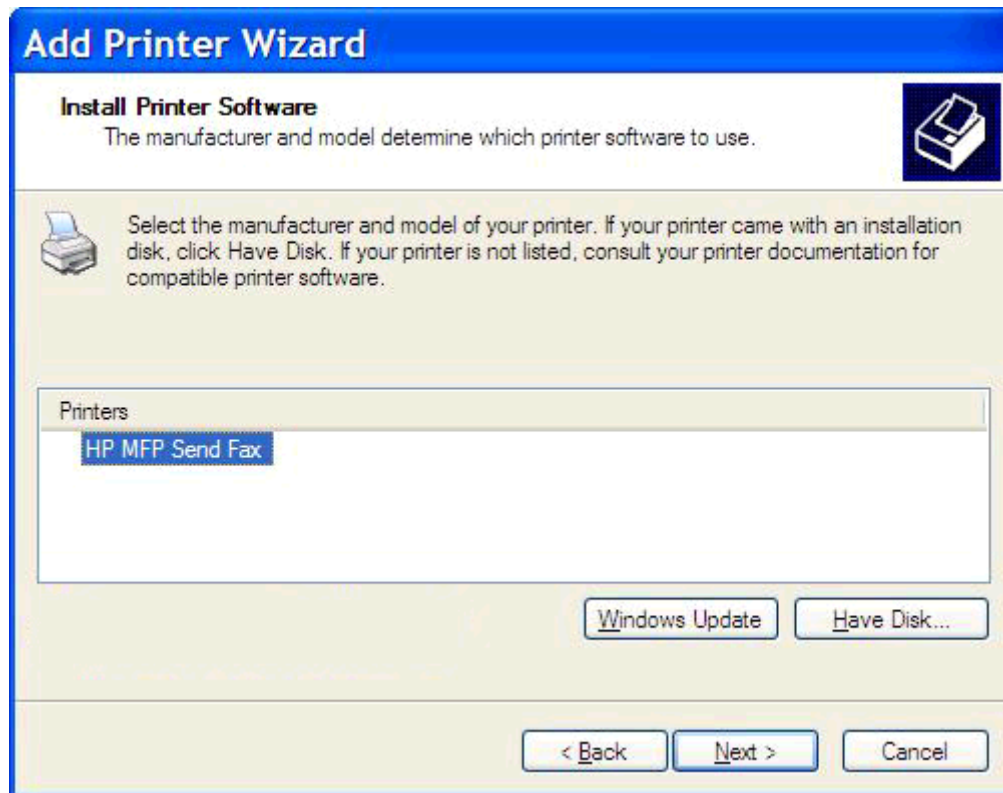 Add Printer Wizard
Install Printer Software
The manufacturer and model determine which printer software to use.
Select the manufacturer and model of your printer. If your printer came with an installation
disk, click Have Disk. If your printer is not listed, consult your printer documentation for
compatible printer software.
Printers
HP MFP Send Fax
Windows Update
Have Disk...
< Back
Next >
Cancel